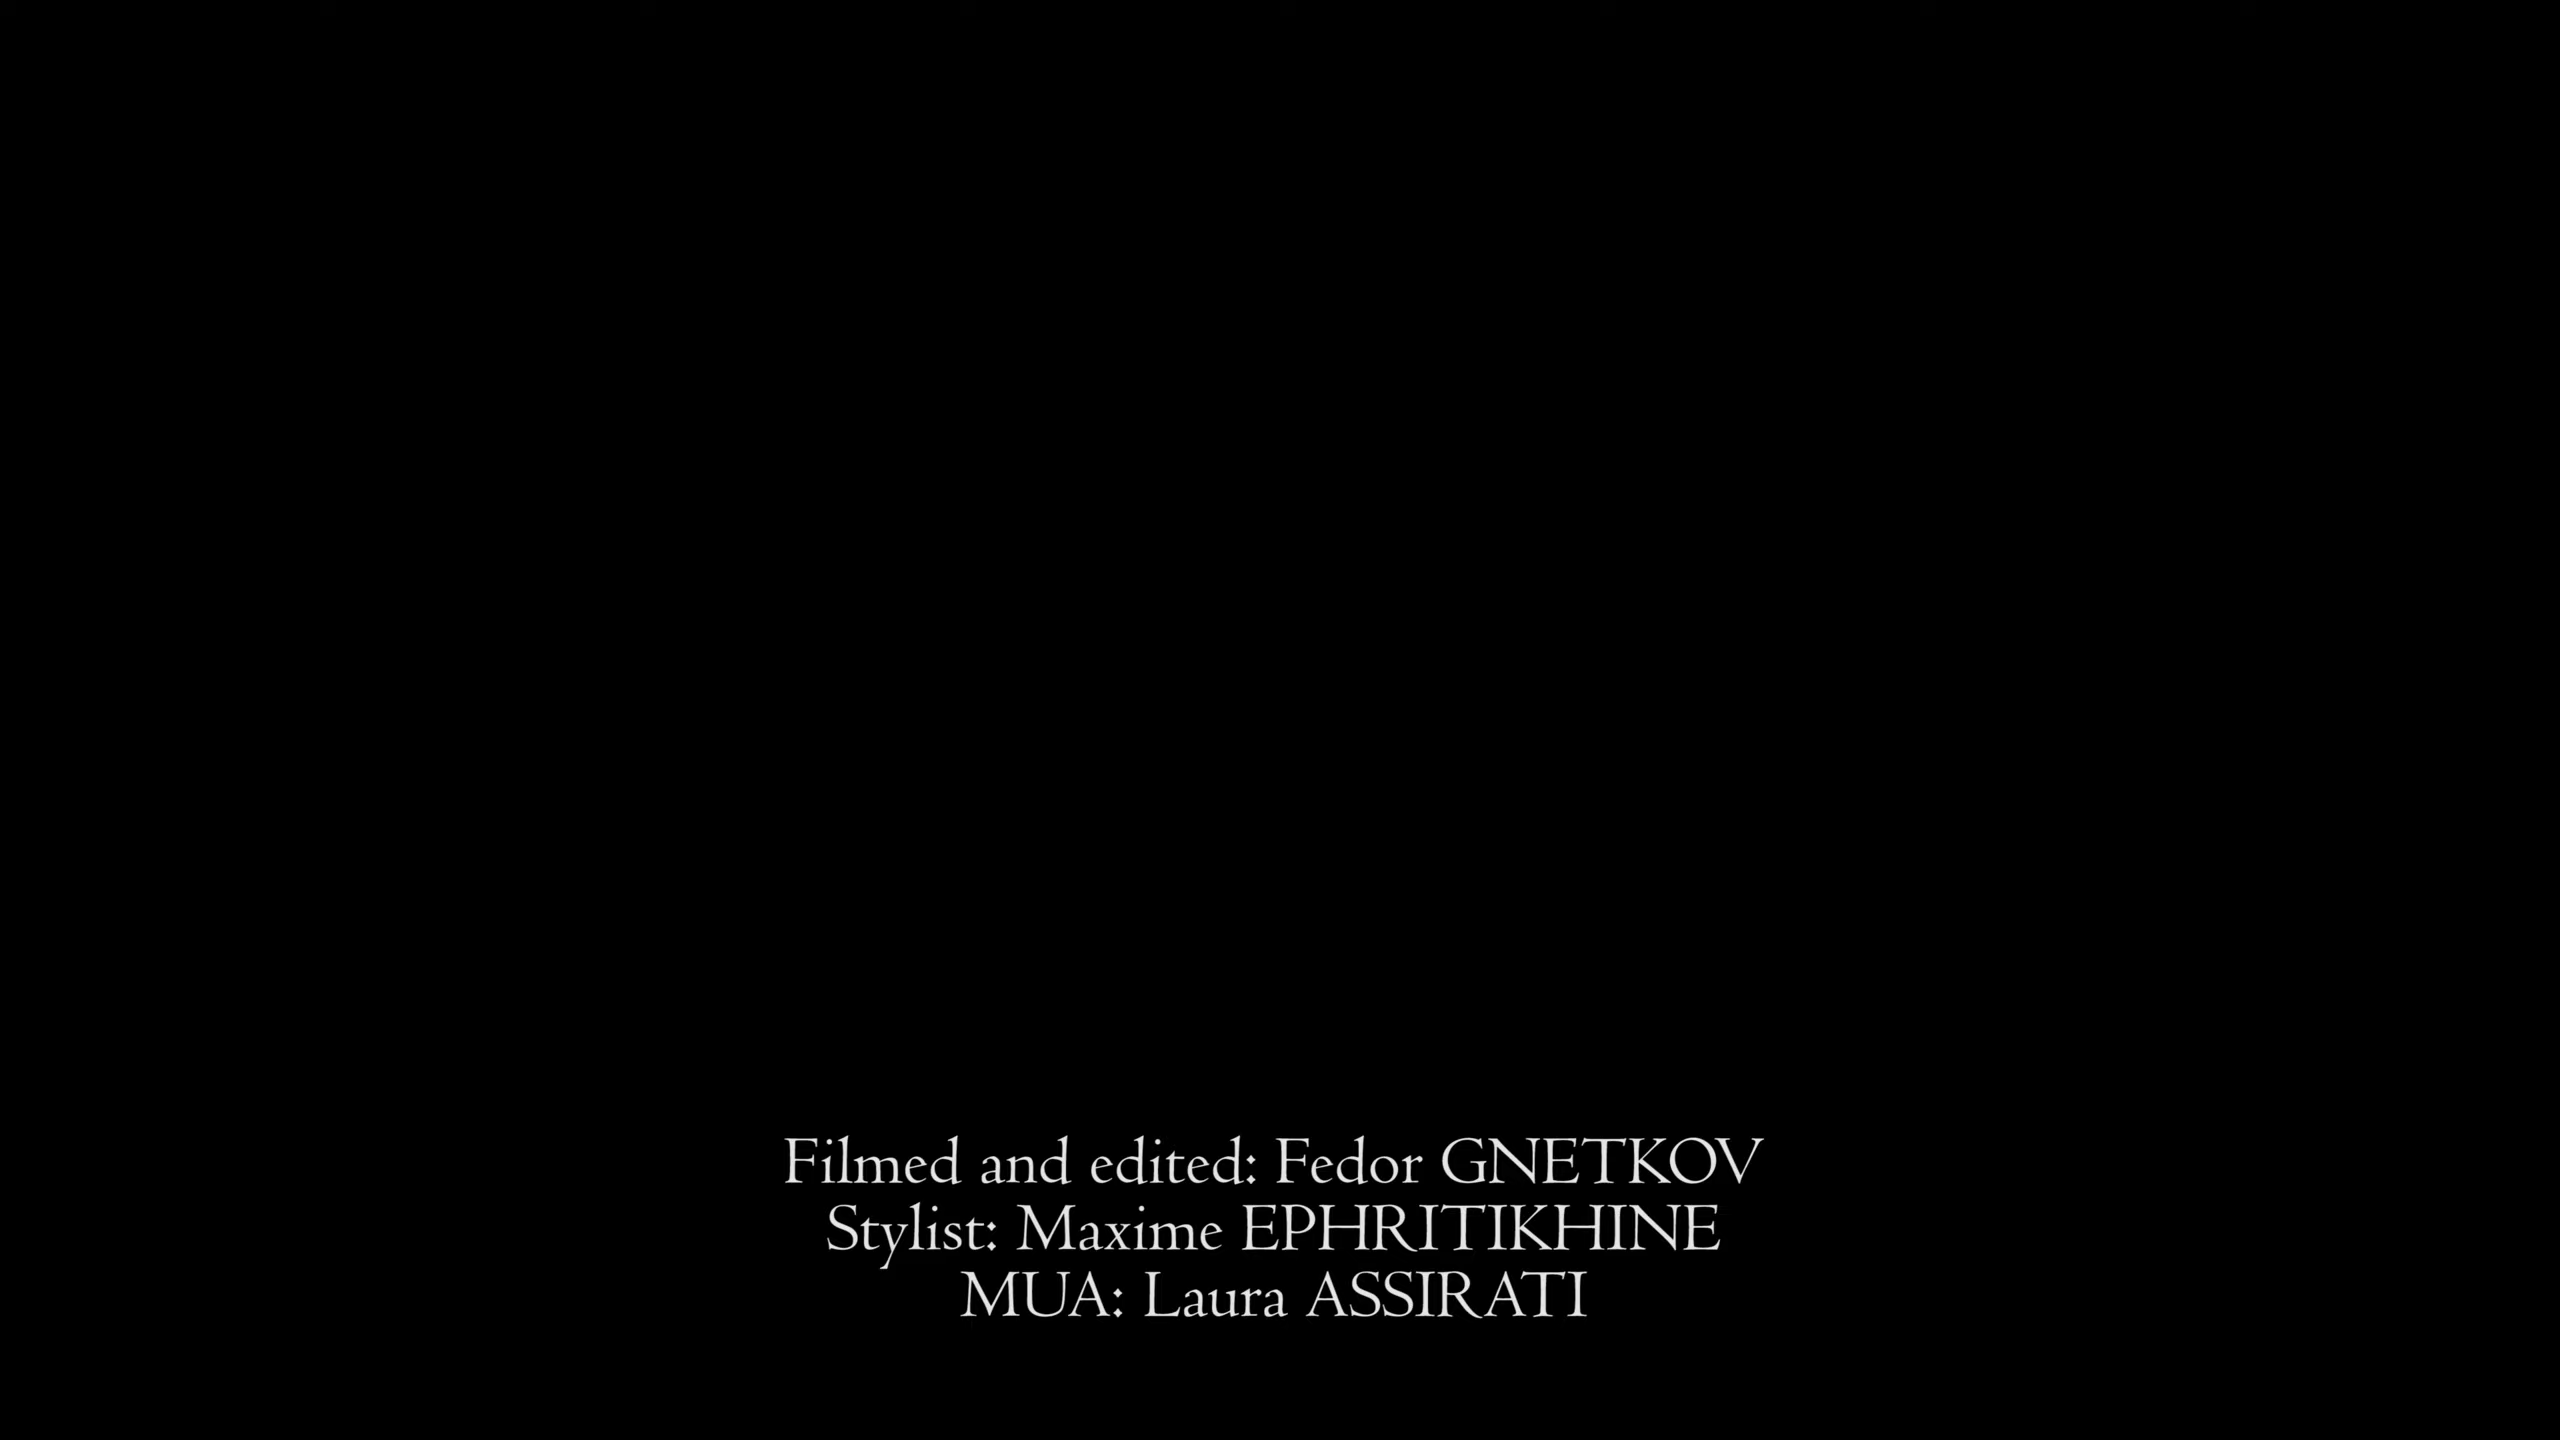 Filmed and edited: Fedor GNETKOV
Stylist: Maxime EPHRITIKHINE
MUA: Laura ASSIRATI